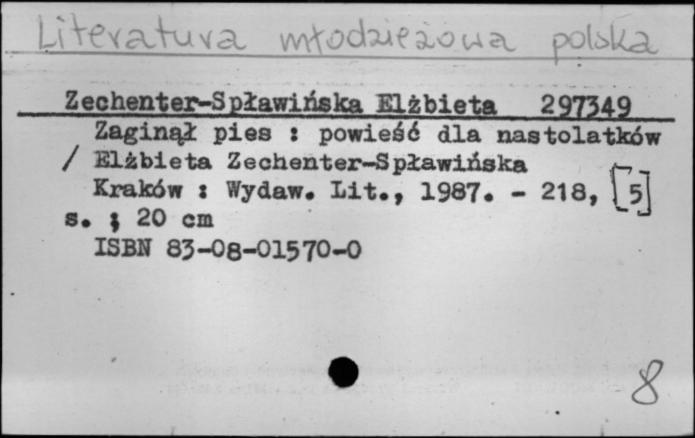 Literatura młodzieżowa polska
Zechenter-Spławińska Elżbieta 297349
Zaginął pies : powieść dla nastolatków
/ Elżbieta Zechenter-Spławińska
Kraków : Wydaw. Lit., 1987. - 218, [5]
s. ; 20 cm
ISBN 83-08-01570-0
8